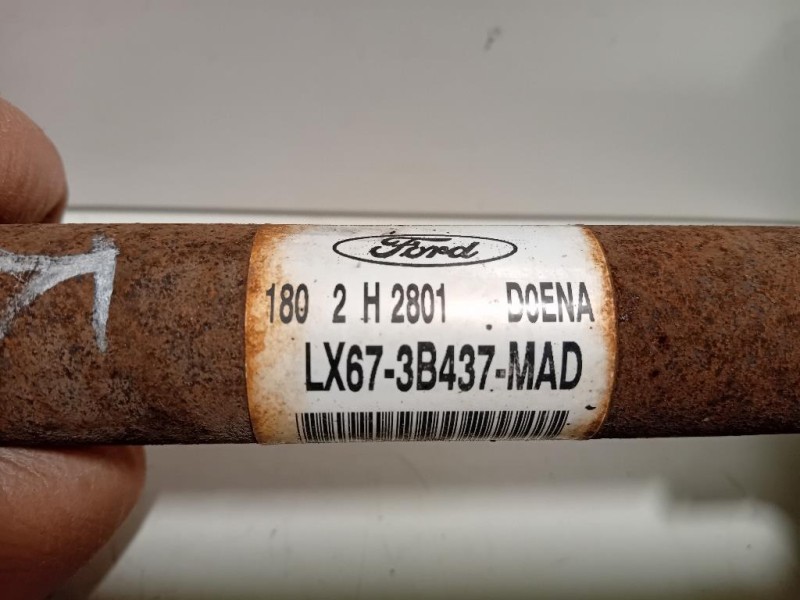 Ford
180 2 H 2801 D0ENA
LX67-3B437-MAD